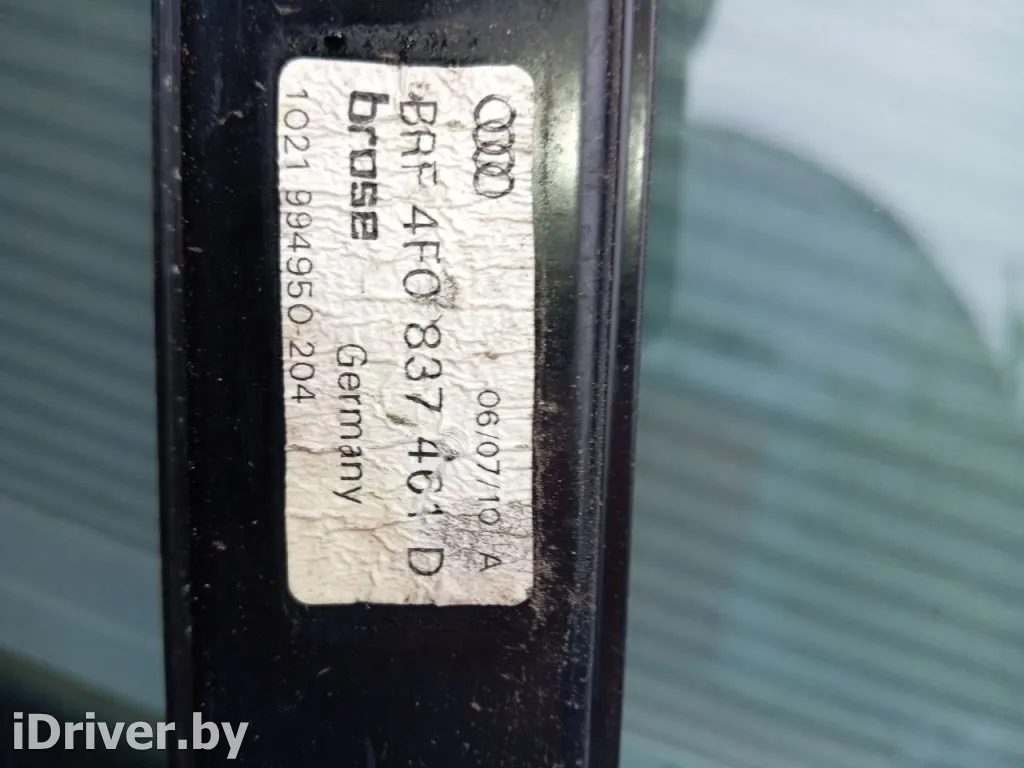 06/07/10 A
BRF 4F0 837 461 D
brose Germany
1021 994950-204
iDriver.by